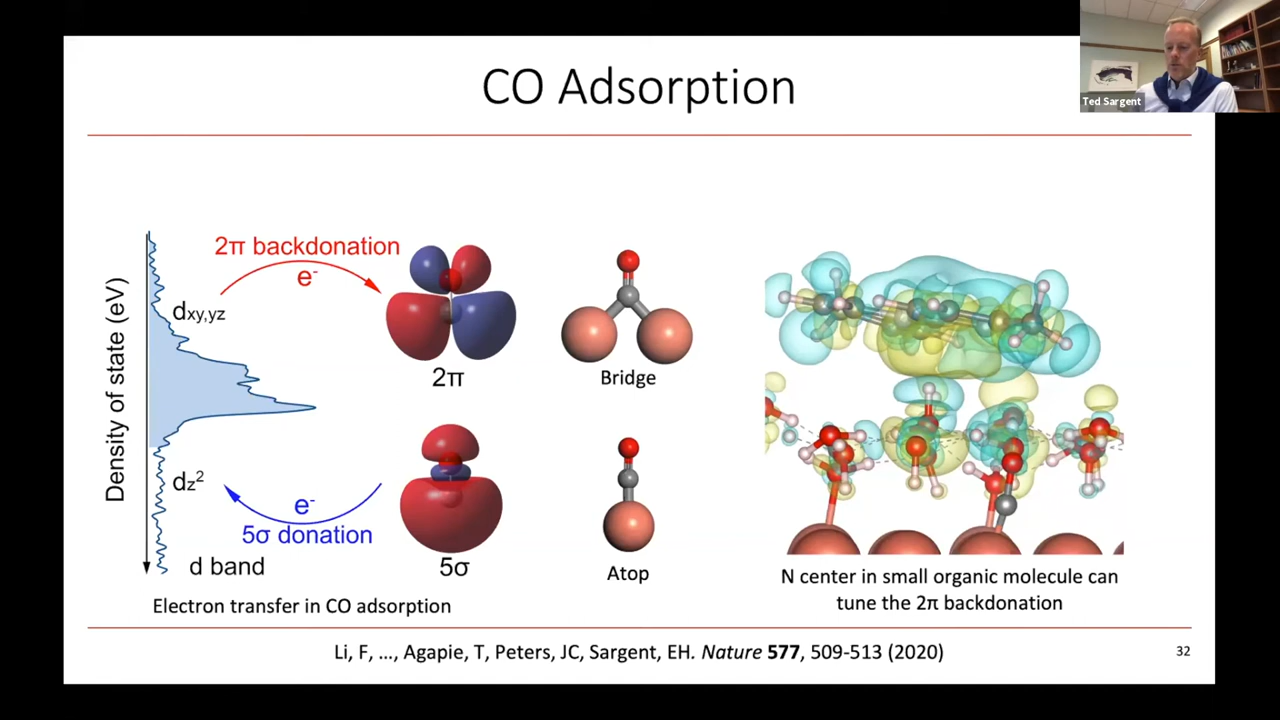 CO Adsorption
Ted Sargent
Density of state (eV)
2π backdonation
e⁻
dxy,yz
2π
Bridge
dz²
e⁻
5σ donation
d band
5σ
Atop
Electron transfer in CO adsorption
N center in small organic molecule can
tune the 2π backdonation
Li, F, ..., Agapie, T, Peters, JC, Sargent, EH. Nature 577, 509-513 (2020)
32